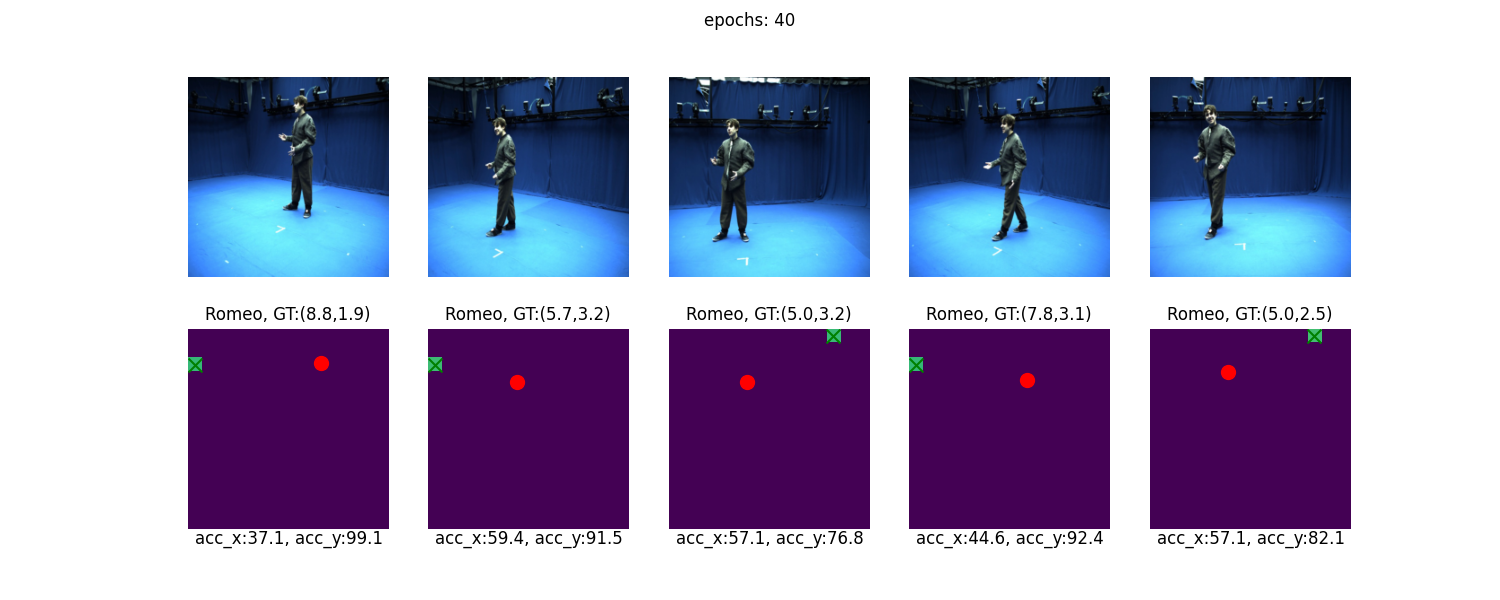 epochs: 40
Romeo, GT:(8.8,1.9)
Romeo, GT:(5.7,3.2)
Romeo, GT:(5.0,3.2)
Romeo, GT:(7.8,3.1)
Romeo, GT:(5.0,2.5)
acc_x:37.1, acc_y:99.1
acc_x:59.4, acc_y:91.5
acc_x:57.1, acc_y:76.8
acc_x:44.6, acc_y:92.4
acc_x:57.1, acc_y:82.1